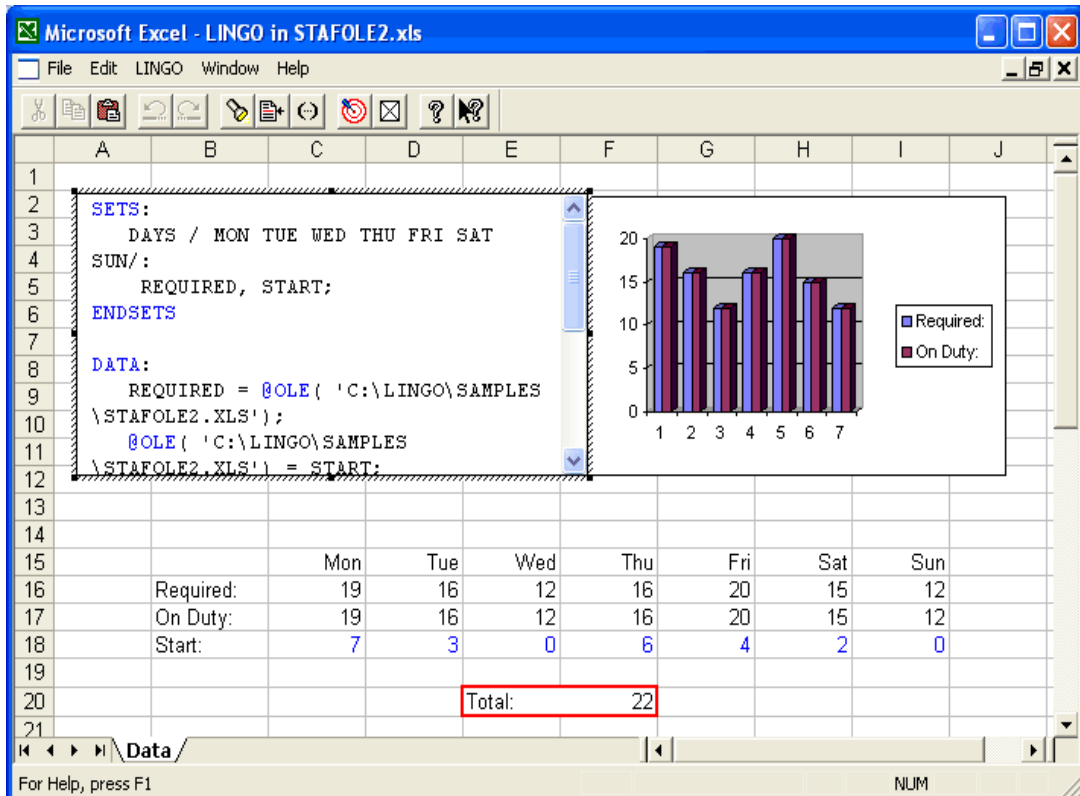 Microsoft Excel - LINGO in STAFOLE2.xls
File Edit LINGO Window Help
A B C D E F G H I J
1
2
3
4
5
6
7
8
9
10
11
12
13
14
15
16
17
18
19
20
21
SETS:
DAYS / MON TUE WED THU FRI SAT
SUN/:
REQUIRED, START;
ENDSETS
DATA:
REQUIRED = @OLE( 'C:\LINGO\SAMPLES
\STAFOLE2.XLS');
@OLE( 'C:\LINGO\SAMPLES
\STAFOLE2.XLS') = START;
20
15
10
5
0
1 2 3 4 5 6 7
Required:
On Duty:
Mon Tue Wed Thu Fri Sat Sun
Required: 19 16 12 16 20 15 12
On Duty: 19 16 12 16 20 15 12
Start: 7 3 0 6 4 2 0
Total: 22
Data
For Help, press F1 NUM